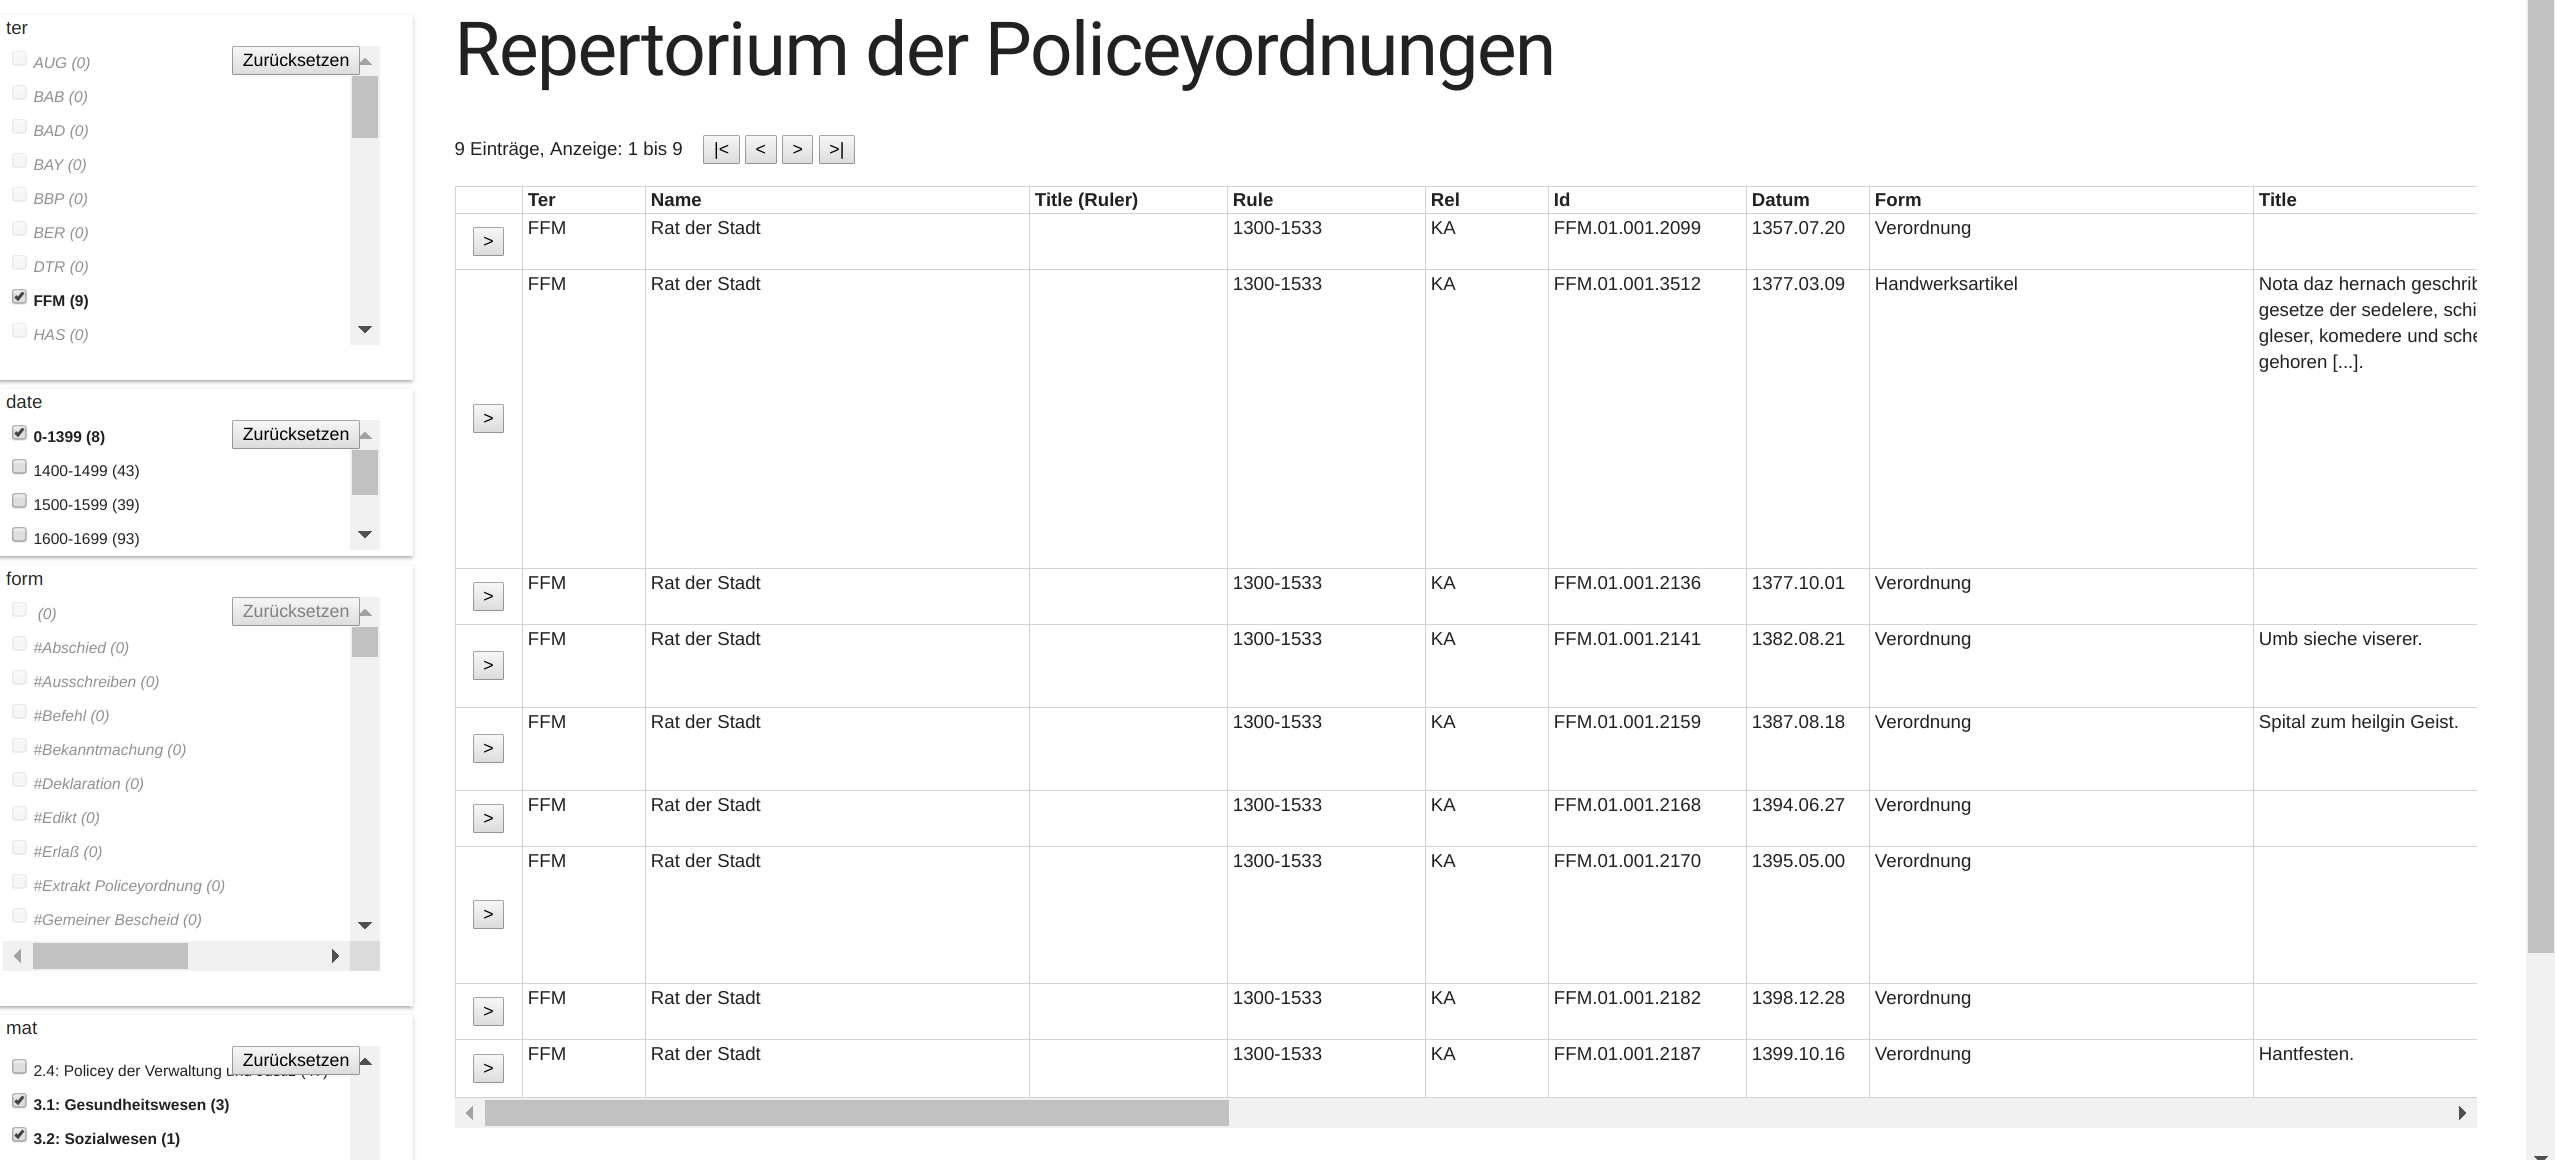 ter
Zurücksetzen
AUG (0)
BAB (0)
BAD (0)
BAY (0)
BBP (0)
BER (0)
DTR (0)
FFM (9)
HAS (0)
date
Zurücksetzen
0-1399 (8)
1400-1499 (43)
1500-1599 (39)
1600-1699 (93)
form
Zurücksetzen
(0)
#Abschied (0)
#Ausschreiben (0)
#Befehl (0)
#Bekanntmachung (0)
#Deklaration (0)
#Edikt (0)
#Erlaß (0)
#Extrakt Policeyordnung (0)
#Gemeiner Bescheid (0)
mat
Zurücksetzen
2.4: Policey der Verwaltung
3.1: Gesundheitswesen (3)
3.2: Sozialwesen (1)
Repertorium der Policeyordnungen
9 Einträge, Anzeige: 1 bis 9 |< < > >|
Ter Name Title (Ruler) Rule Rel Id Datum Form Title
> FFM Rat der Stadt 1300-1533 KA FFM.01.001.2099 1357.07.20 Verordnung
> FFM Rat der Stadt 1300-1533 KA FFM.01.001.3512 1377.03.09 Handwerksartikel Nota daz hernach geschrib
gesetze der sedelere, schi
gleser, komedere und sche
gehoren [...].
> FFM Rat der Stadt 1300-1533 KA FFM.01.001.2136 1377.10.01 Verordnung
> FFM Rat der Stadt 1300-1533 KA FFM.01.001.2141 1382.08.21 Verordnung Umb sieche viserer.
> FFM Rat der Stadt 1300-1533 KA FFM.01.001.2159 1387.08.18 Verordnung Spital zum heilgin Geist.
> FFM Rat der Stadt 1300-1533 KA FFM.01.001.2168 1394.06.27 Verordnung
> FFM Rat der Stadt 1300-1533 KA FFM.01.001.2170 1395.05.00 Verordnung
> FFM Rat der Stadt 1300-1533 KA FFM.01.001.2182 1398.12.28 Verordnung
> FFM Rat der Stadt 1300-1533 KA FFM.01.001.2187 1399.10.16 Verordnung Hantfesten.